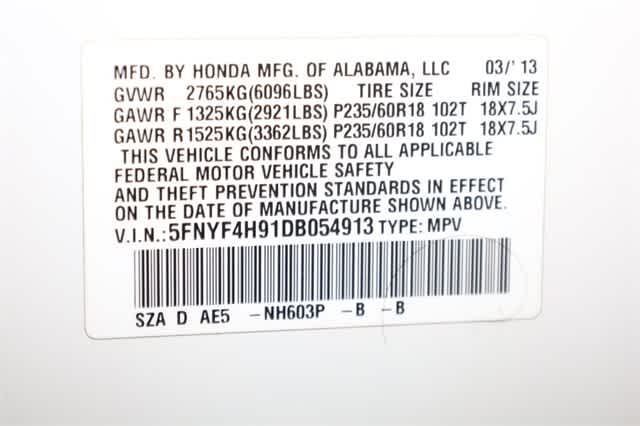 MFD. BY HONDA MFG. OF ALABAMA, LLC 03/'13
GVWR 2765KG(6096LBS) TIRE SIZE RIM SIZE
GAWR F 1325KG(2921LBS) P235/60R18 102T 18X7.5J
GAWR R1525KG(3362LBS) P235/60R18 102T 18X7.5J
THIS VEHICLE CONFORMS TO ALL APPLICABLE
FEDERAL MOTOR VEHICLE SAFETY
AND THEFT PREVENTION STANDARDS IN EFFECT
ON THE DATE OF MANUFACTURE SHOWN ABOVE.
V.I.N.:5FNYF4H91DB054913 TYPE: MPV
SZA D AE5 -NH603P -B -B